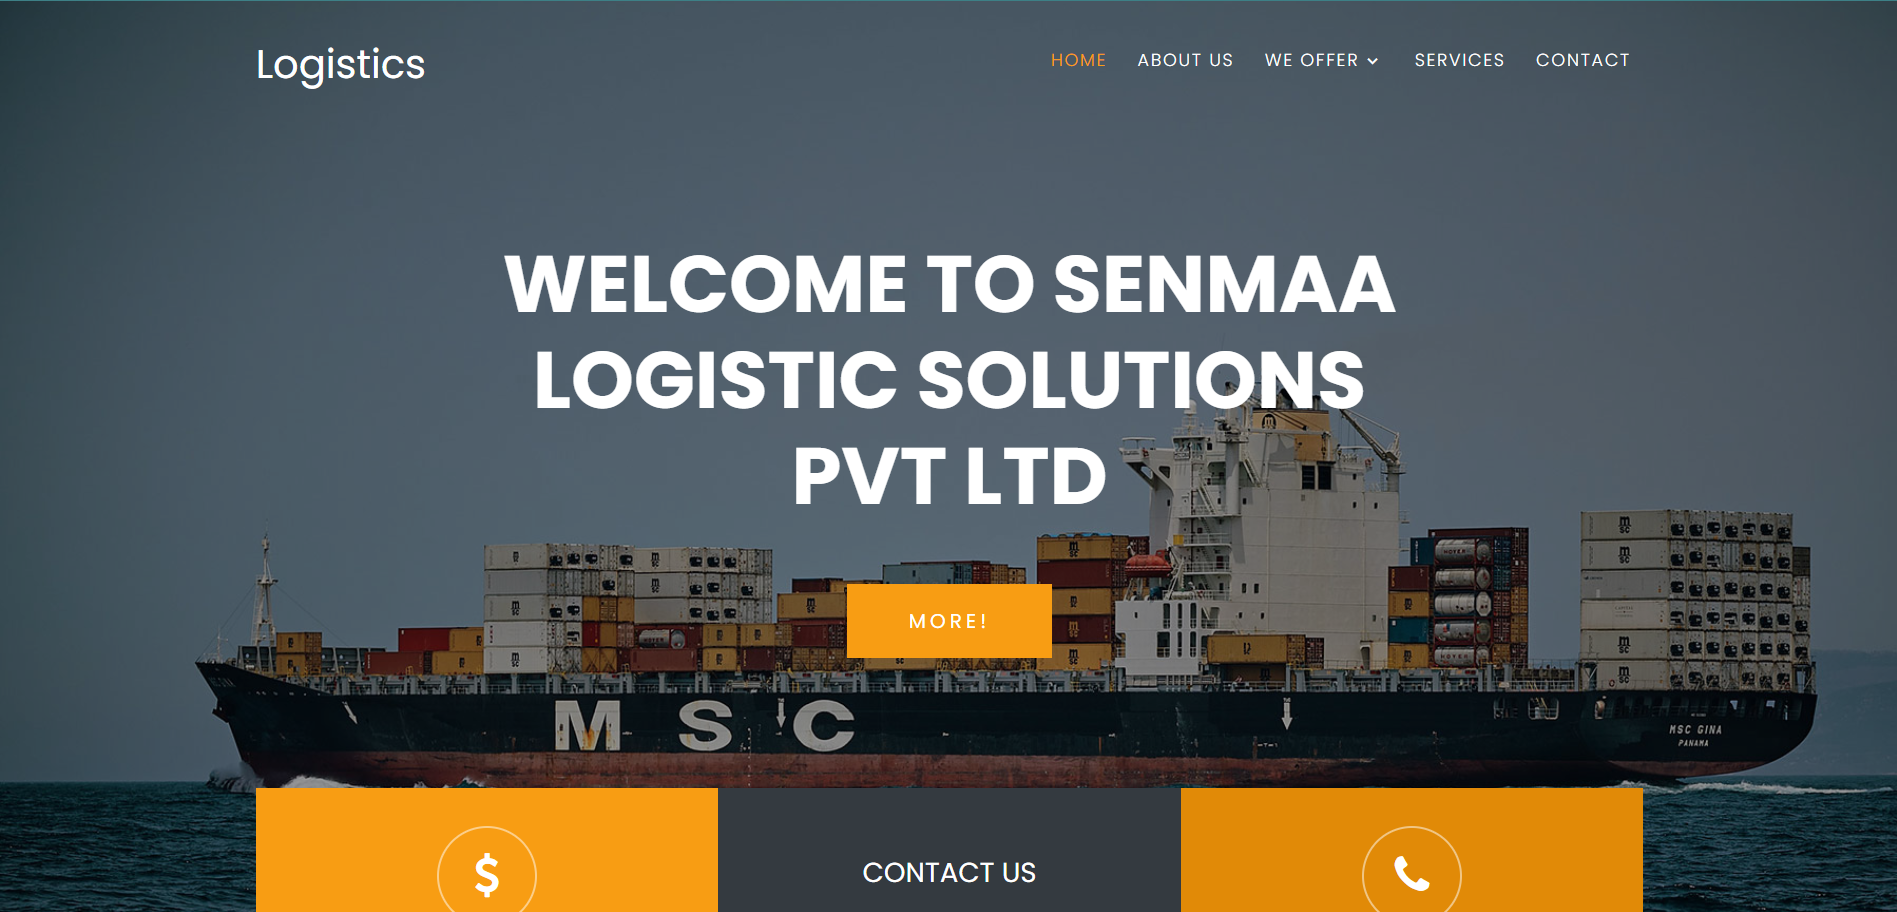 Logistics
HOME ABOUT US WE OFFER SERVICES CONTACT
WELCOME TO SENMAA
LOGISTIC SOLUTIONS
PVT LTD
MORE!
MSC
MSC GINA
PANAMA
$
CONTACT US